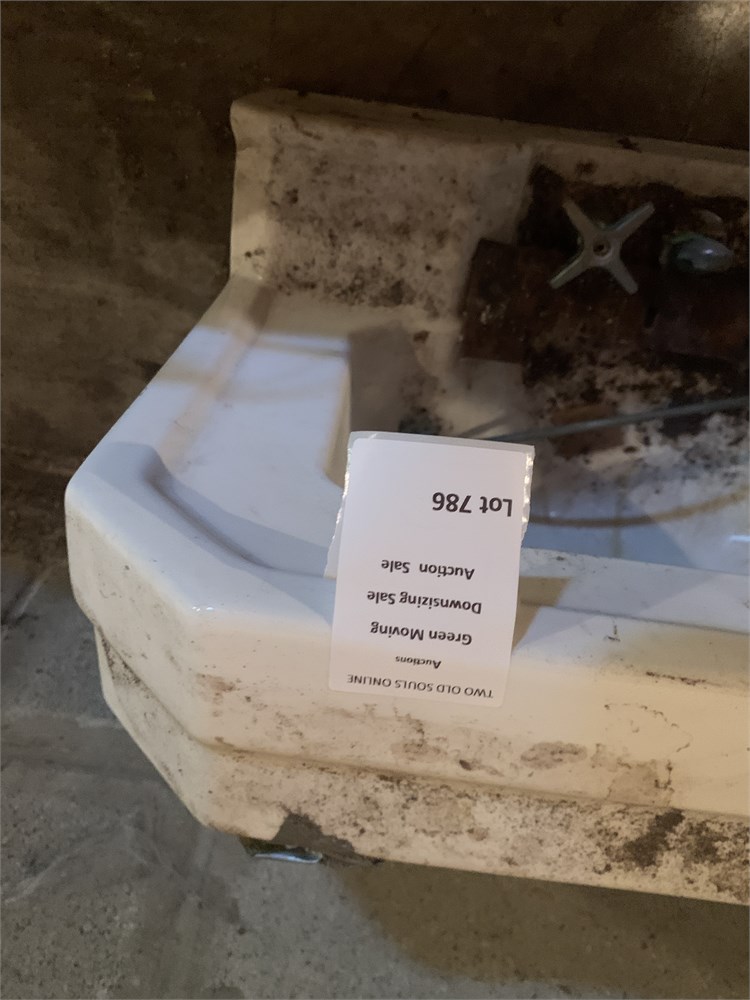 TWO OLD SOULS ONLINE
Auctions
Green Moving
Downsizing Sale
Auction Sale
Lot 786